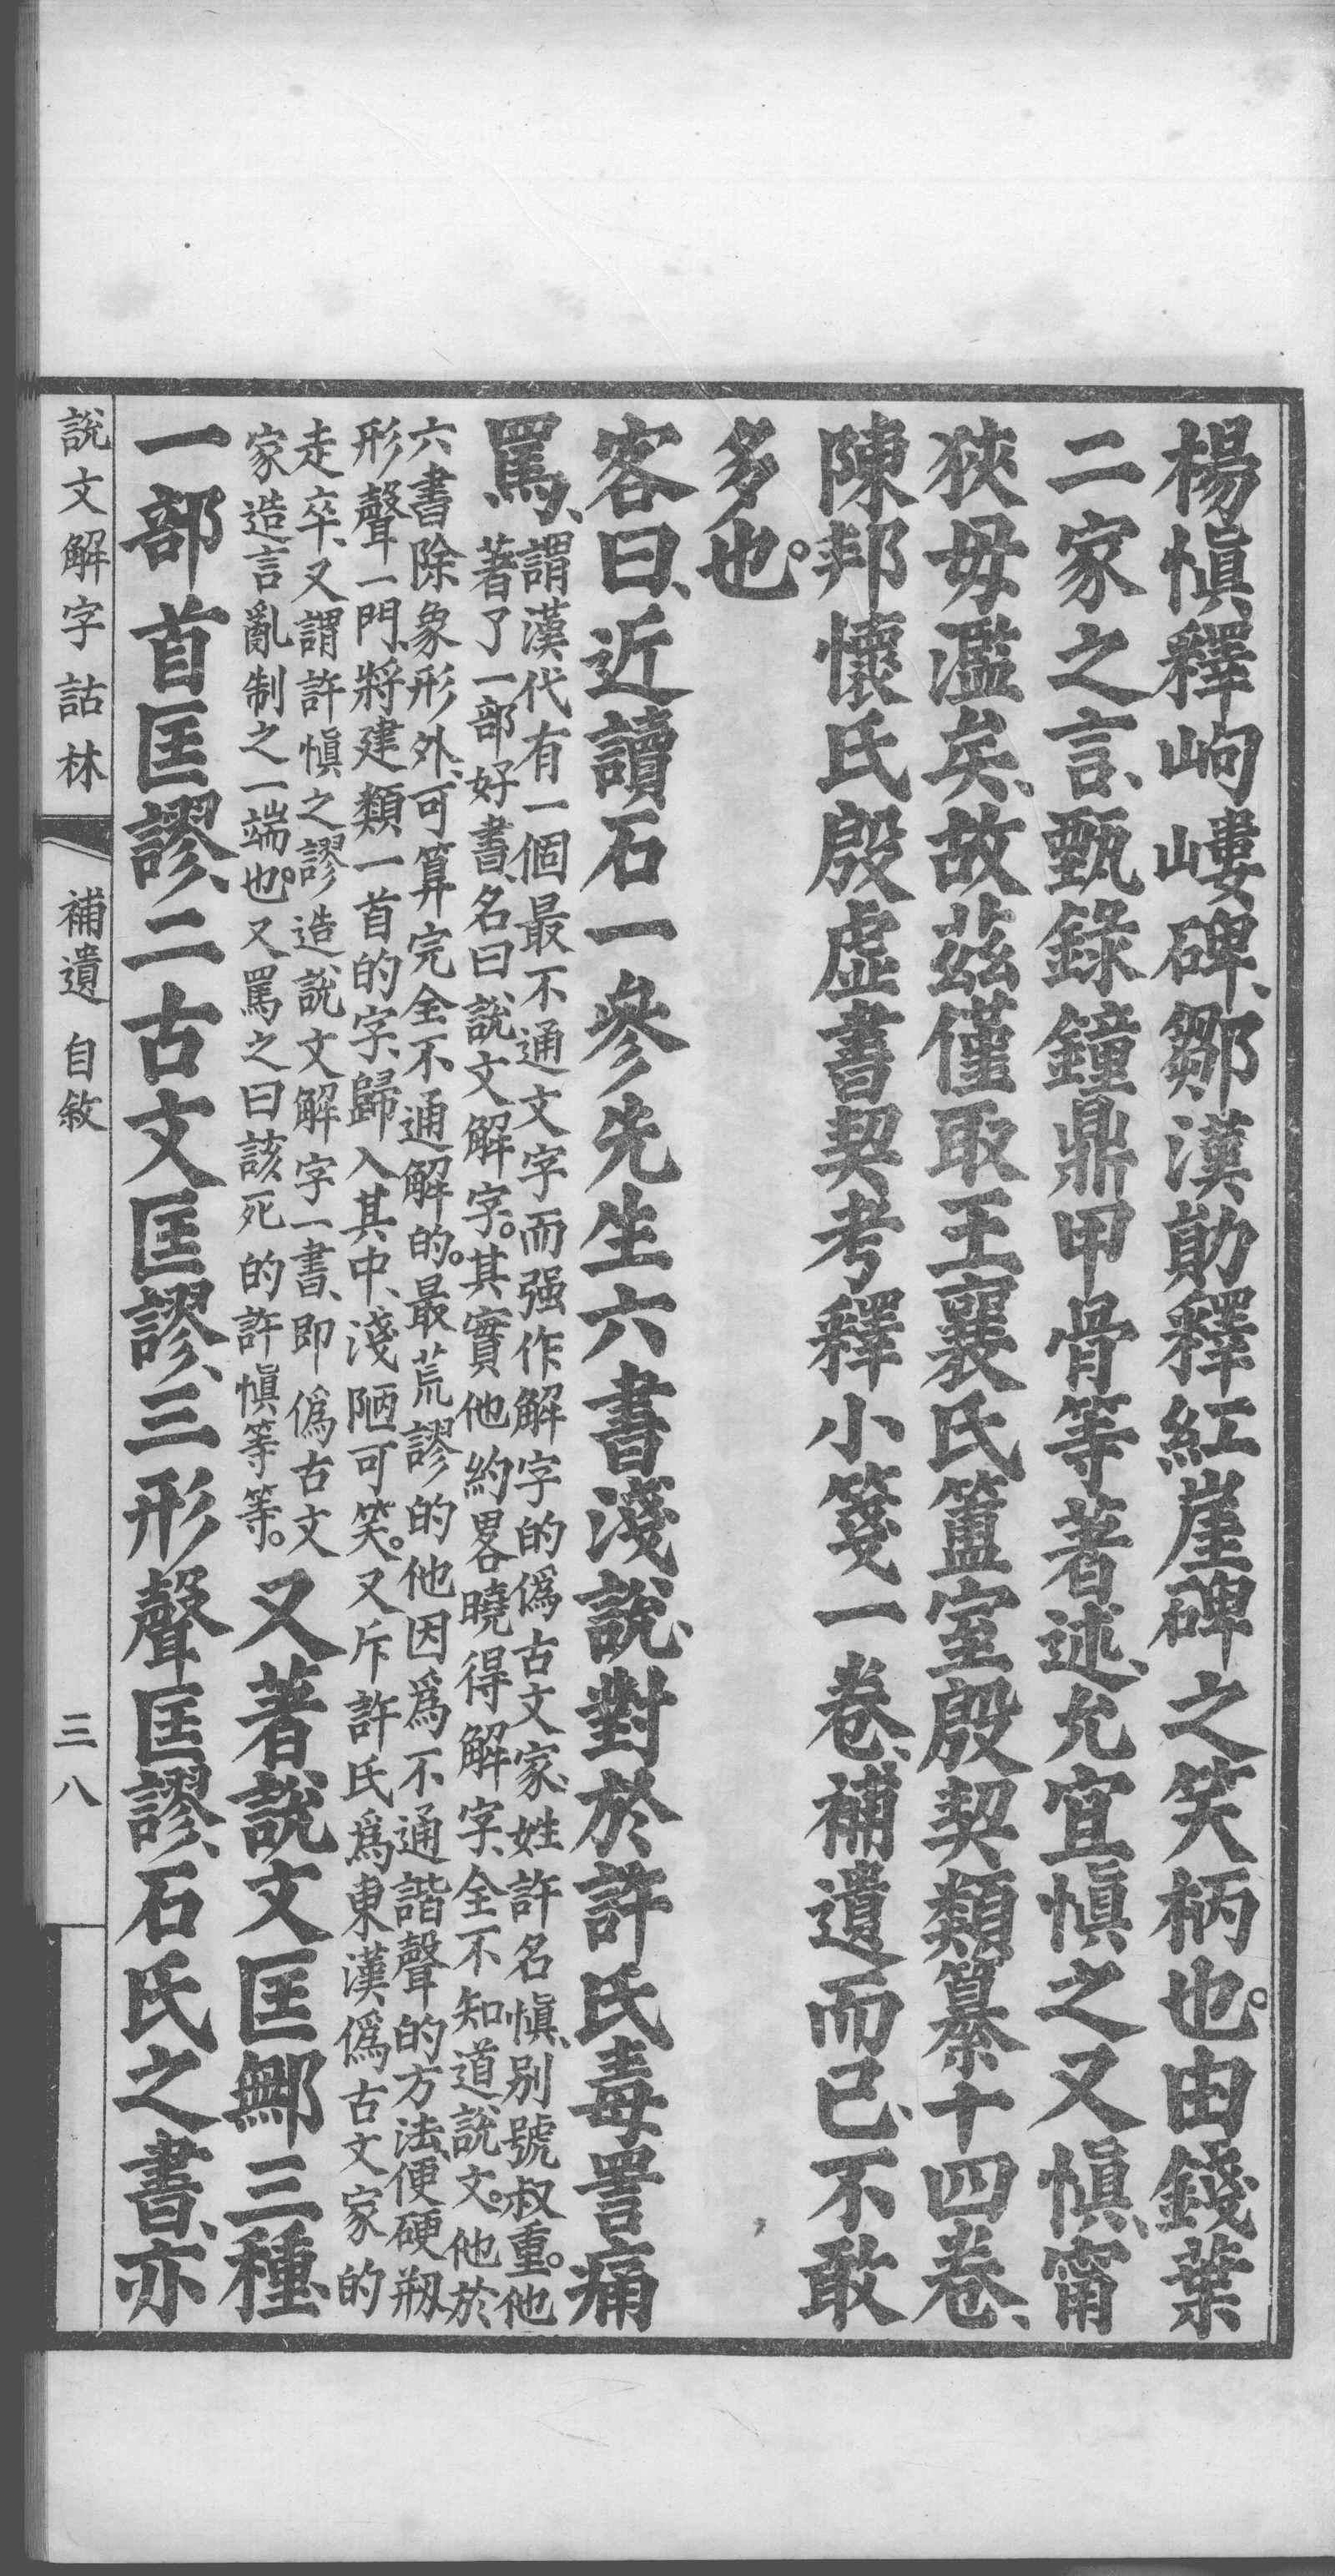 楊慎釋岣嶁碑、鄒漢勛釋紅崖碑之笑柄也。由錢葉
二家之言、甄錄鐘鼎甲骨等著述、允宜慎之又慎、甯
狹毋濫矣、故茲僅取王襄氏簠室殷契類纂十四卷、
陳邦懷氏殷虛書契考釋小箋一卷、補遺而已、不敢
多也。
客曰、近讀石一參先生六書淺說、對於許氏毒詈痛
罵、
謂漢代有一個最不通文字而强作解字的偽古文家、姓許名慎、别號叔重。他
著了一部好書、名曰說文解字。其實他約畧曉得解字、全不知道說文。他於
六書除象形外、可算完全不通解的。最荒謬的他因爲不通諧聲的方法、便硬剏
形聲一門、將建類一首的字、歸入其中、淺陋可笑。又斥許氏爲東漢偽古文家的
走卒、又謂許慎之謬造說文解字一書、即偽古文
家造言亂制之一端也。又罵之曰該死的許慎等等。
又著說文匡鄦三種、
一部首匡謬、二古文匡謬、三形聲匡謬、石氏之書、亦
說文解字詁林
補遺 自敘
三八